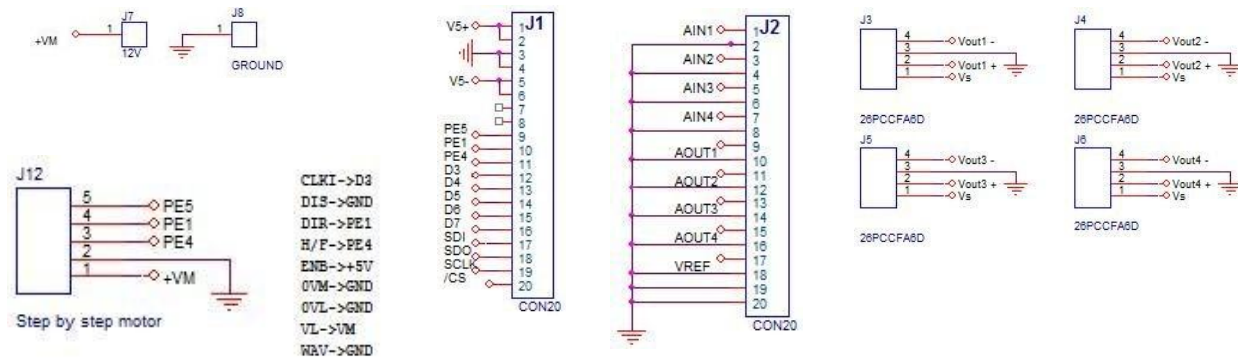 J7
+VM
1
12V
J8
1
GROUND
J12
5
PE5
4
PE1
3
PE4
2
1
+VM
Step by step motor
CLKI->D3
DIS->GND
DIR->PE1
H/F->PE4
ENB->+5V
OVM->GND
OVL->GND
VL->VM
WAV->GND
J1
V5+
1
2
3
4
V5-
5
6
7
8
PE5
9
PE1
10
PE4
11
D3
12
D4
13
D5
14
D6
15
D7
16
SDI
17
SDO
18
SCLK
19
/CS
20
CON20
J2
AIN1
1
2
AIN2
3
4
AIN3
5
6
AIN4
7
8
9
AOUT1
10
11
AOUT2
12
13
AOUT3
14
15
AOUT4
16
17
VREF
18
19
20
CON20
J3
4
Vout1 -
3
2
Vout1 +
1
Vs
26PCCFA6D
J4
4
Vout2 -
3
2
Vout2 +
1
Vs
26PCCFA6D
J5
4
Vout3 -
3
2
Vout3 +
1
Vs
26PCCFA6D
J6
4
Vout4 -
3
2
Vout4 +
1
Vs
26PCCFA6D